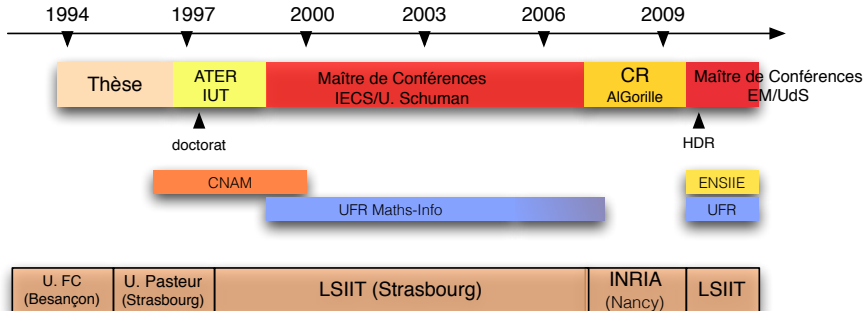 1994 1997 2000 2003 2006 2009
Thèse
ATER
IUT
Maître de Conférences
IECS/U. Schuman
CR
AlGorille
Maître de Conférences
EM/UdS
doctorat
HDR
CNAM
ENSIIE
UFR Maths-Info
UFR
U. FC
(Besançon)
U. Pasteur
(Strasbourg)
LSIIT (Strasbourg)
INRIA
(Nancy)
LSIIT